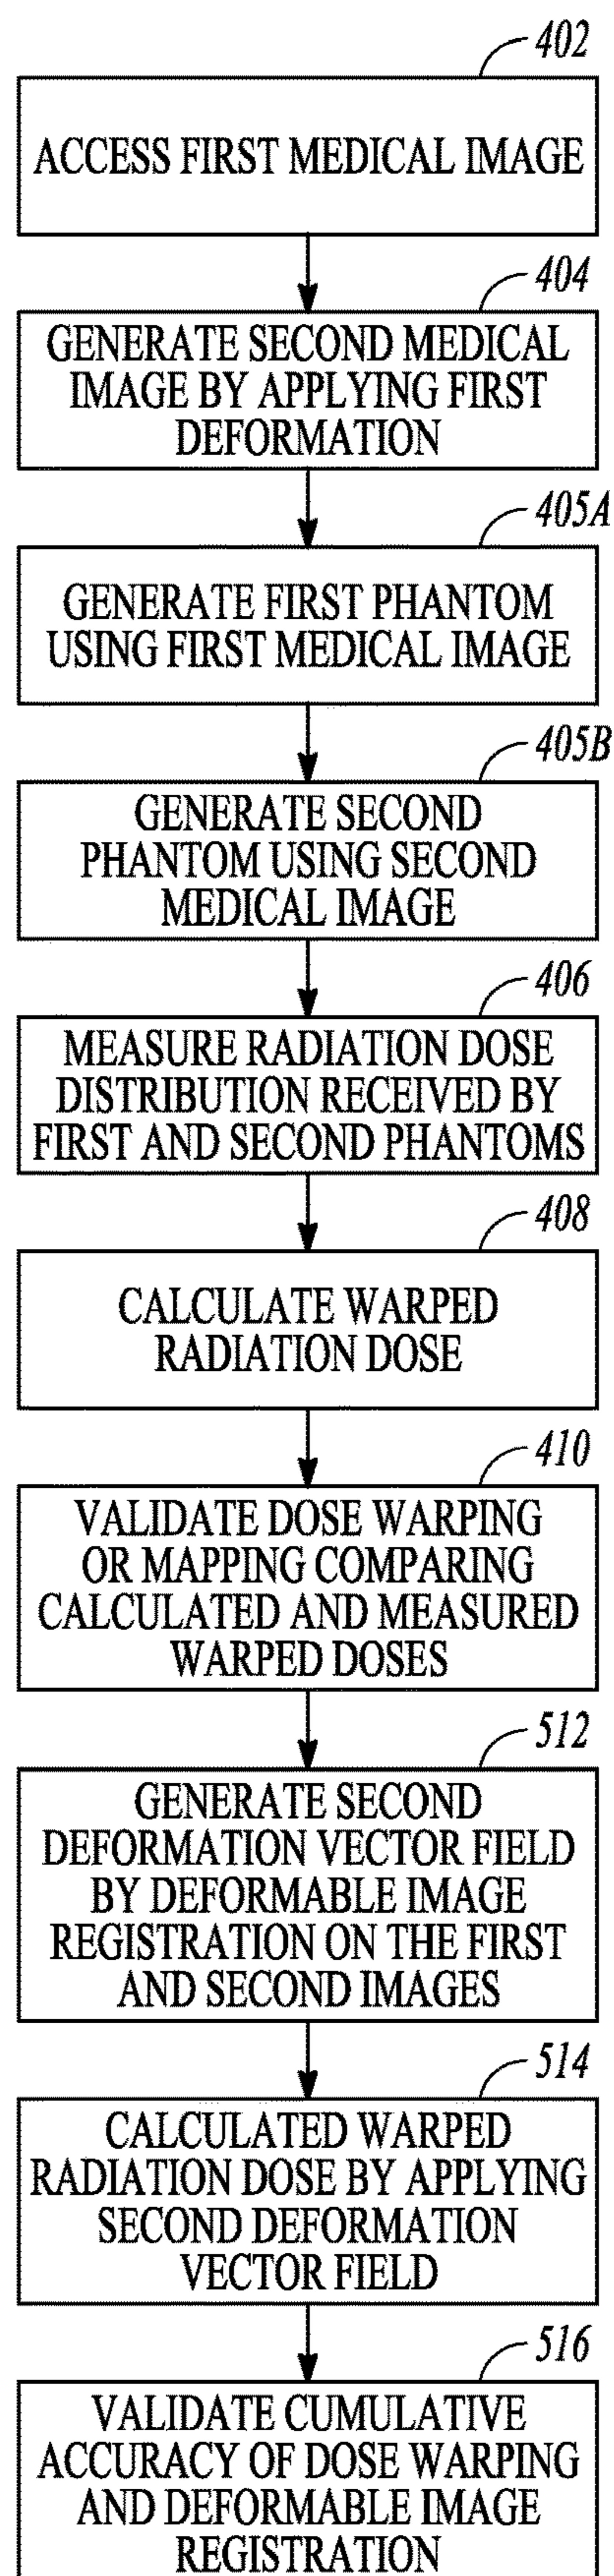 402
ACCESS FIRST MEDICAL IMAGE
404
GENERATE SECOND MEDICAL
IMAGE BY APPLYING FIRST
DEFORMATION
405A
GENERATE FIRST PHANTOM
USING FIRST MEDICAL IMAGE
405B
GENERATE SECOND
PHANTOM USING SECOND
MEDICAL IMAGE
406
MEASURE RADIATION DOSE
DISTRIBUTION RECEIVED BY
FIRST AND SECOND PHANTOMS
408
CALCULATE WARPED
RADIATION DOSE
410
VALIDATE DOSE WARPING
OR MAPPING COMPARING
CALCULATED AND MEASURED
WARPED DOSES
512
GENERATE SECOND
DEFORMATION VECTOR FIELD
BY DEFORMABLE IMAGE
REGISTRATION ON THE FIRST
AND SECOND IMAGES
514
CALCULATED WARPED
RADIATION DOSE BY APPLYING
SECOND DEFORMATION
VECTOR FIELD
516
VALIDATE CUMULATIVE
ACCURACY OF DOSE WARPING
AND DEFORMABLE IMAGE
REGISTRATION